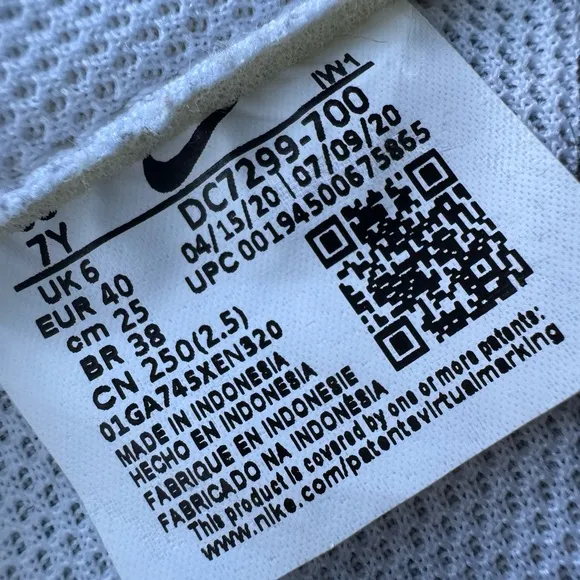 IW1
7Y
DC7299-700
04/15/20 | 07/09/20
UPC 00194500675865
UK 6
EUR 40
cm 25
BR 38
CN 250(2.5)
01GA745XEN320
MADE IN INDONESIA
HECHO EN INDONESIA
FABRIQUE EN INDONESIE
FABRICADO NA INDONÉSIA
This product is covered by one or more patents:
www.nike.com/patentsvirtualmarking